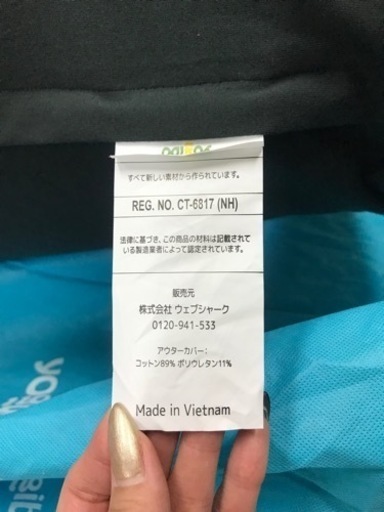 すべて新しい素材から作られています。
REG. NO. CT-6817 (NH)
法律に基づき、この商品の材料は記載されて
いる製造業者によって認定されています。
販売元
株式会社 ウェブシャーク
0120-941-533
アウターカバー：
コットン89% ポリウレタン11%
Made in Vietnam